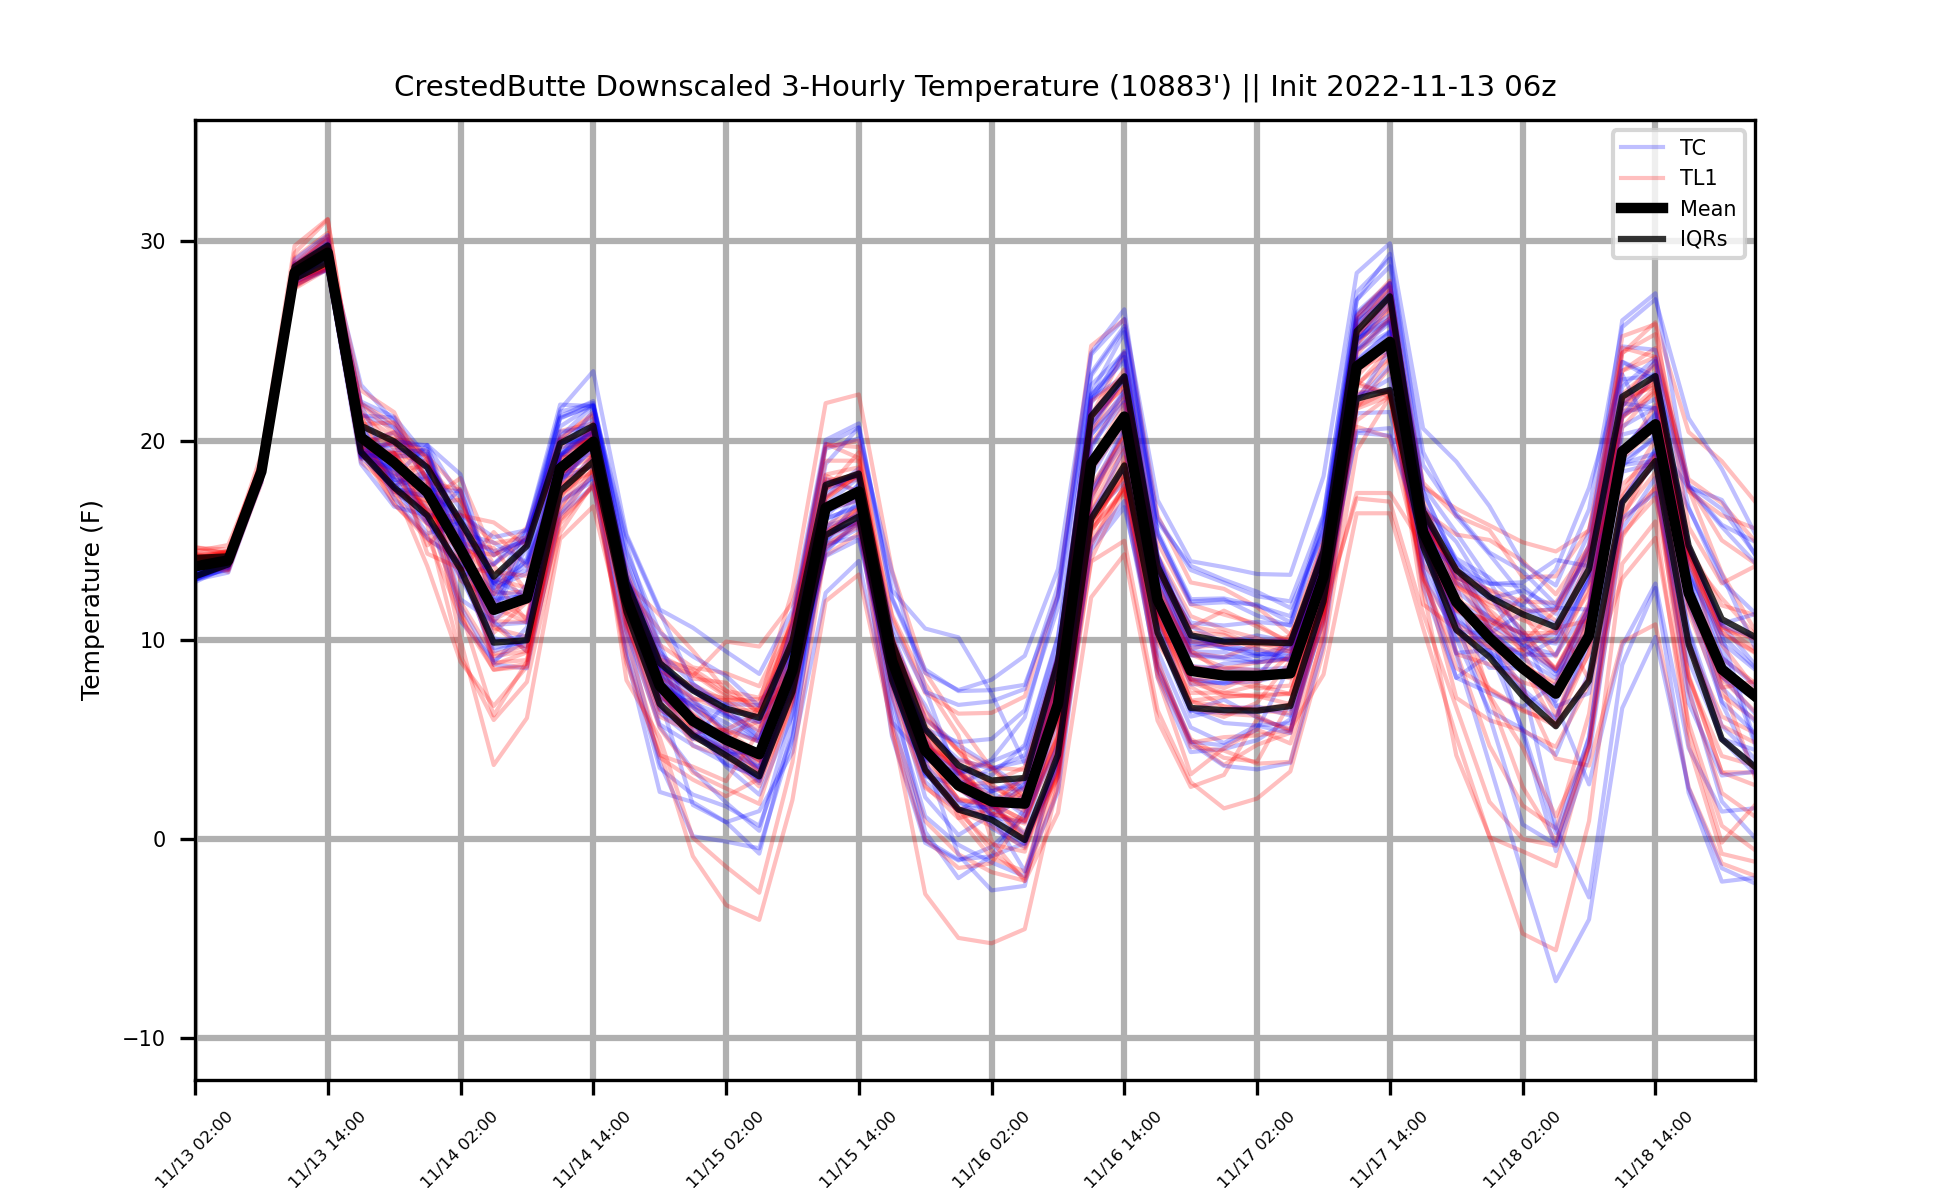 CrestedButte Downscaled 3-Hourly Temperature (10883') || Init 2022-11-13 06z
TC
TL1
Mean
IQRs
Temperature (F)
30
20
10
0
−10
11/13 02:00
11/13 14:00
11/14 02:00
11/14 14:00
11/15 02:00
11/15 14:00
11/16 02:00
11/16 14:00
11/17 02:00
11/17 14:00
11/18 02:00
11/18 14:00